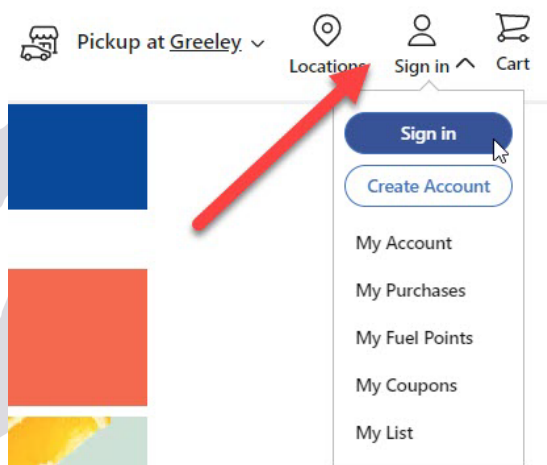 Pickup at Greeley
Locations
Sign in
Cart
Sign in
Create Account
My Account
My Purchases
My Fuel Points
My Coupons
My List